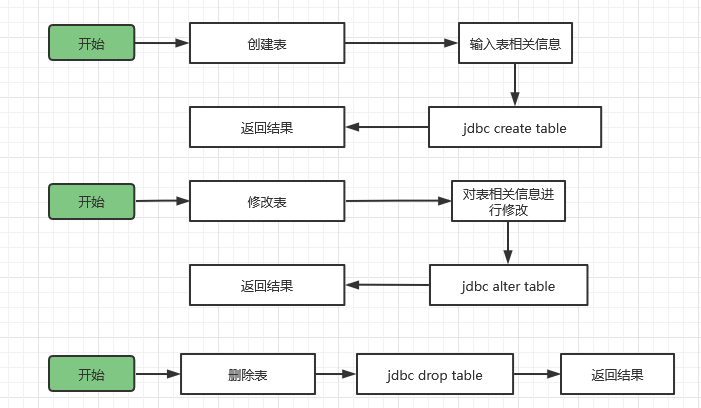 开始
创建表
输入表相关信息
返回结果
jdbc create table
开始
修改表
对表相关信息进
行修改
返回结果
jdbc alter table
开始
删除表
jdbc drop table
返回结果